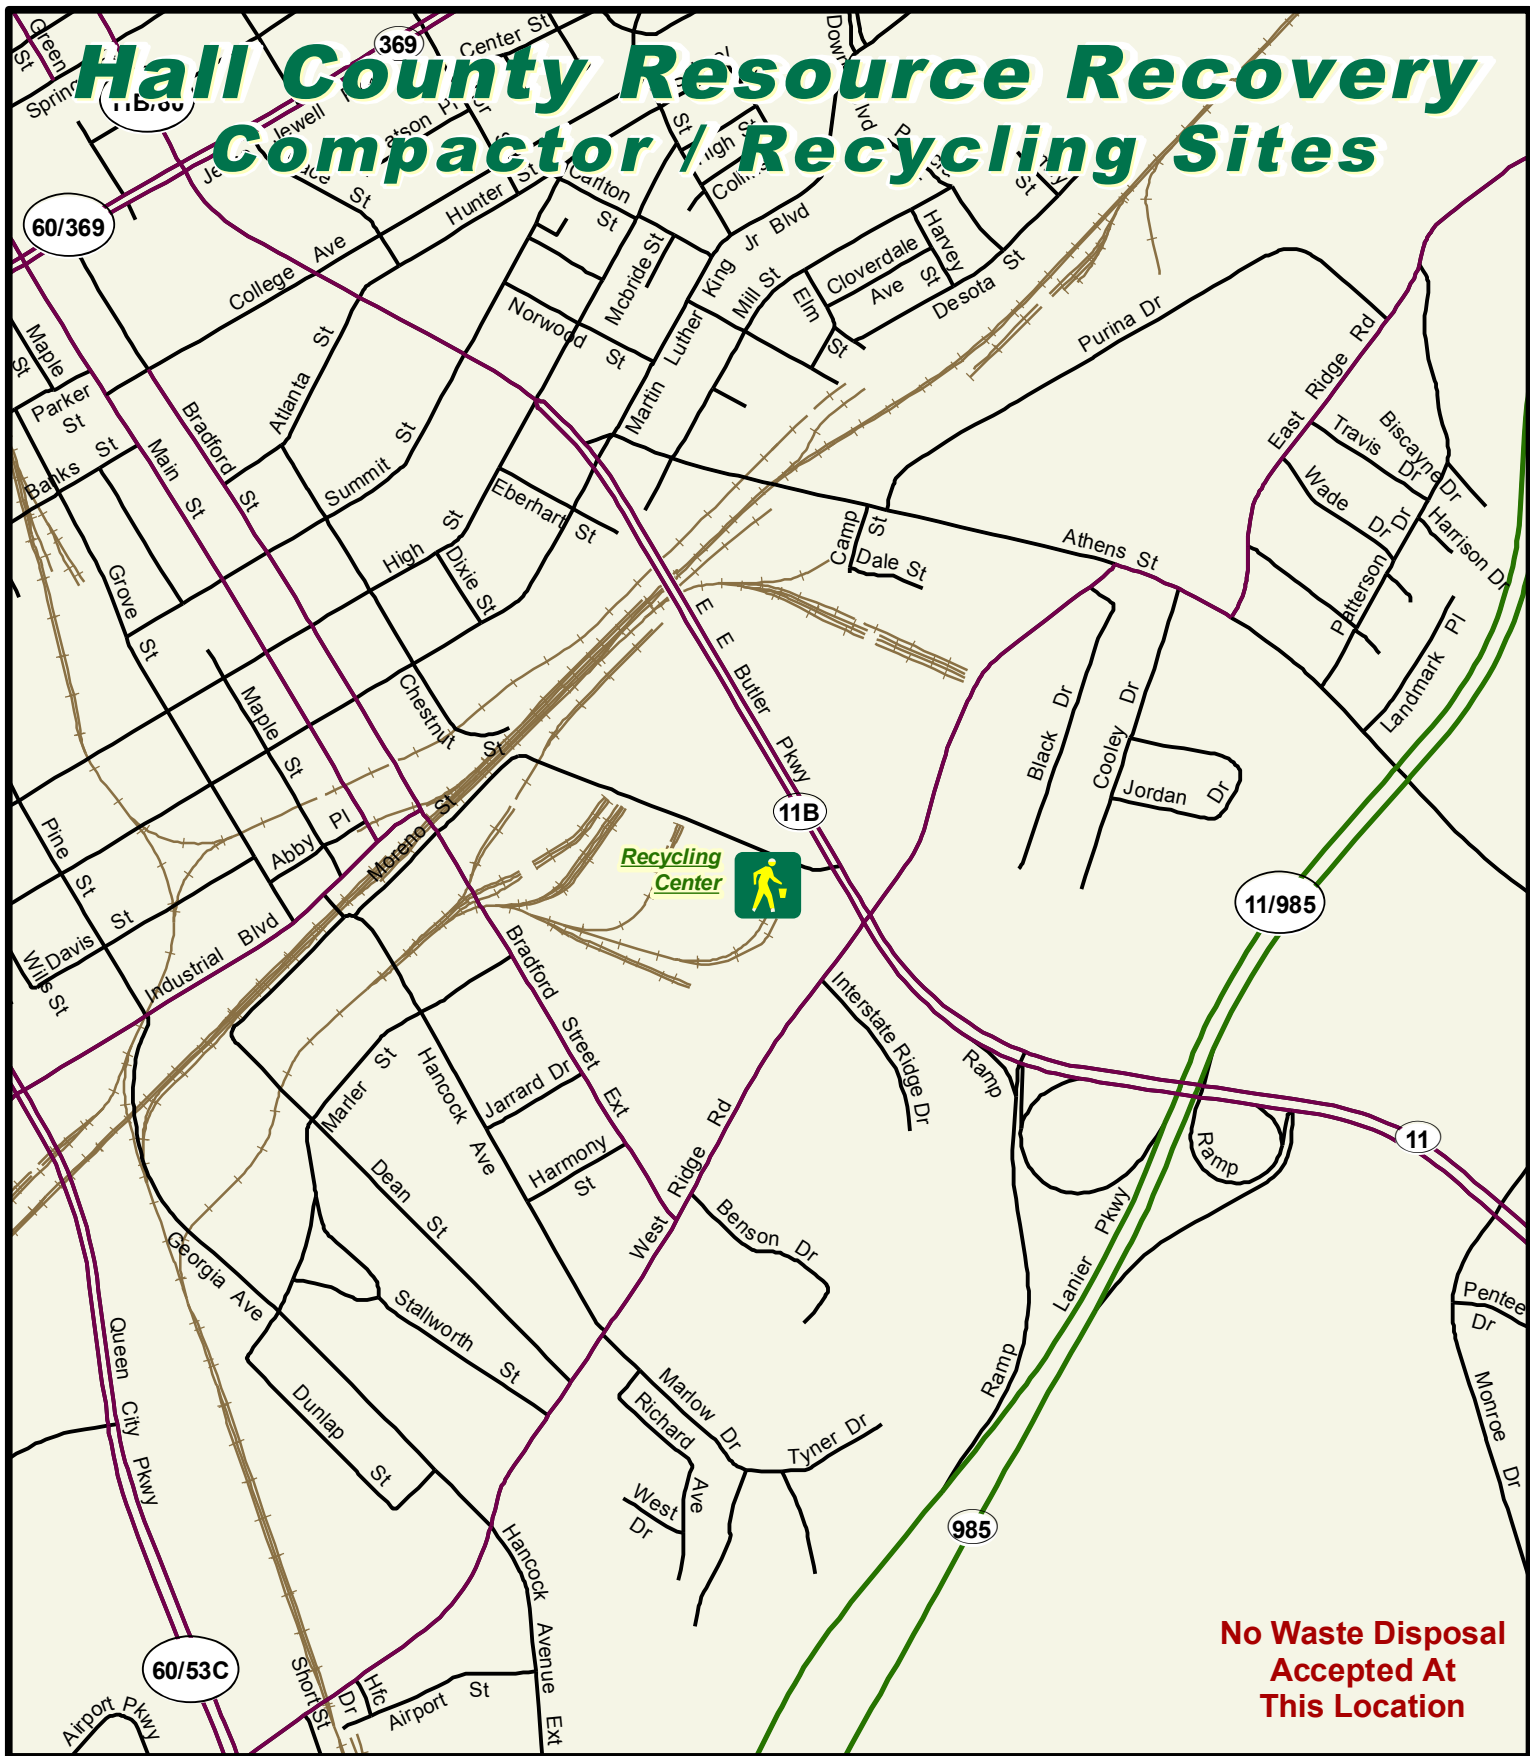 Hall County Resource Recovery
Compactor / Recycling Sites
Green
St
Spring
11B/60
369
Center St
Jewell
Hunter St
High St
Carlton
St
60/369
College Ave
Mcbride St
Norwood St
Martin Luther King Jr Blvd
Mill St
Elm St
Cloverdale
Ave
Harvey
St
Desota St
Purina Dr
East Ridge Rd
Travis Dr
Biscayne Dr
Wade Dr
Harrison Dr
Patterson Dr
Landmark Pl
Maple
St
Parker
St
Banks St
Main St
Bradford St
Atlanta St
Summit St
High St
Eberhart St
Dixie St
Grove St
Camp St
Dale St
Athens St
E E Butler Pkwy
Chestnut St
Maple St
Black Dr
Cooley Dr
Jordan Dr
11B
Pine St
Abby Pl
Moreno St
Recycling
Center
11/985
Davis St
Wills St
Industrial Blvd
Bradford Street Ext
Interstate Ridge Dr
Ramp
Marler St
Hancock Ave
Jarrard Dr
Harmony
St
Dean St
West Ridge Rd
Benson Dr
Ramp
11
Lanier Pkwy
Georgia Ave
Stallworth St
Dunlap St
Queen City Pkwy
Marlow Dr
Richard Ave
West
Dr
Tyner Dr
Ramp
985
Pentee
Dr
Monroe Dr
Hancock Avenue Ext
60/53C
Short St
Hfc
Dr
Airport St
Airport Pkwy
No Waste Disposal
Accepted At
This Location